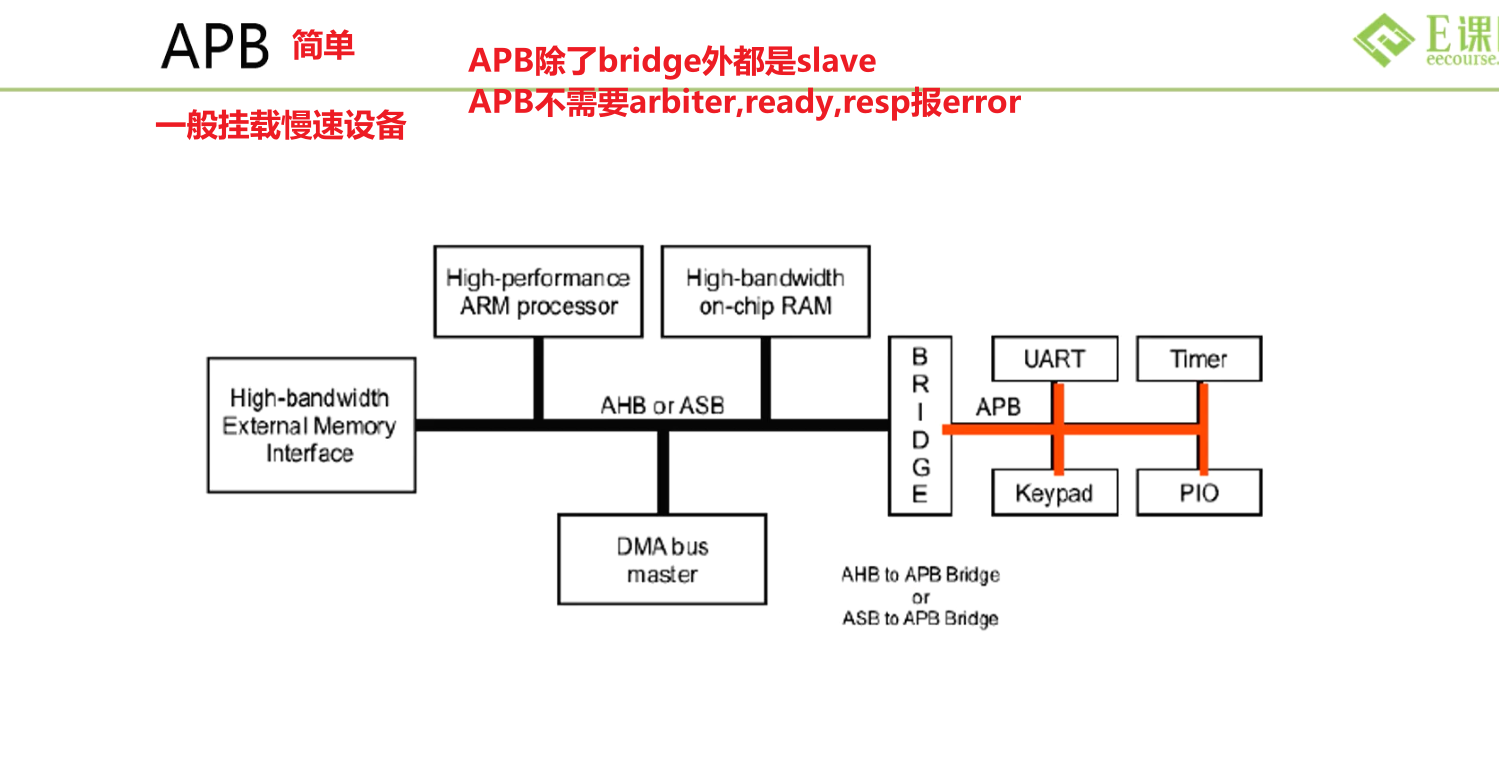 APB 简单
APB除了bridge外都是slave
APB不需要arbiter,ready,resp报error
一般挂载慢速设备
E课
eecourse.
High-performance
ARM processor
High-bandwidth
on-chip RAM
High-bandwidth
External Memory
Interface
AHB or ASB
DMA bus
master
B
R
I
D
G
E
APB
UART
Timer
Keypad
PIO
AHB to APB Bridge
or
ASB to APB Bridge